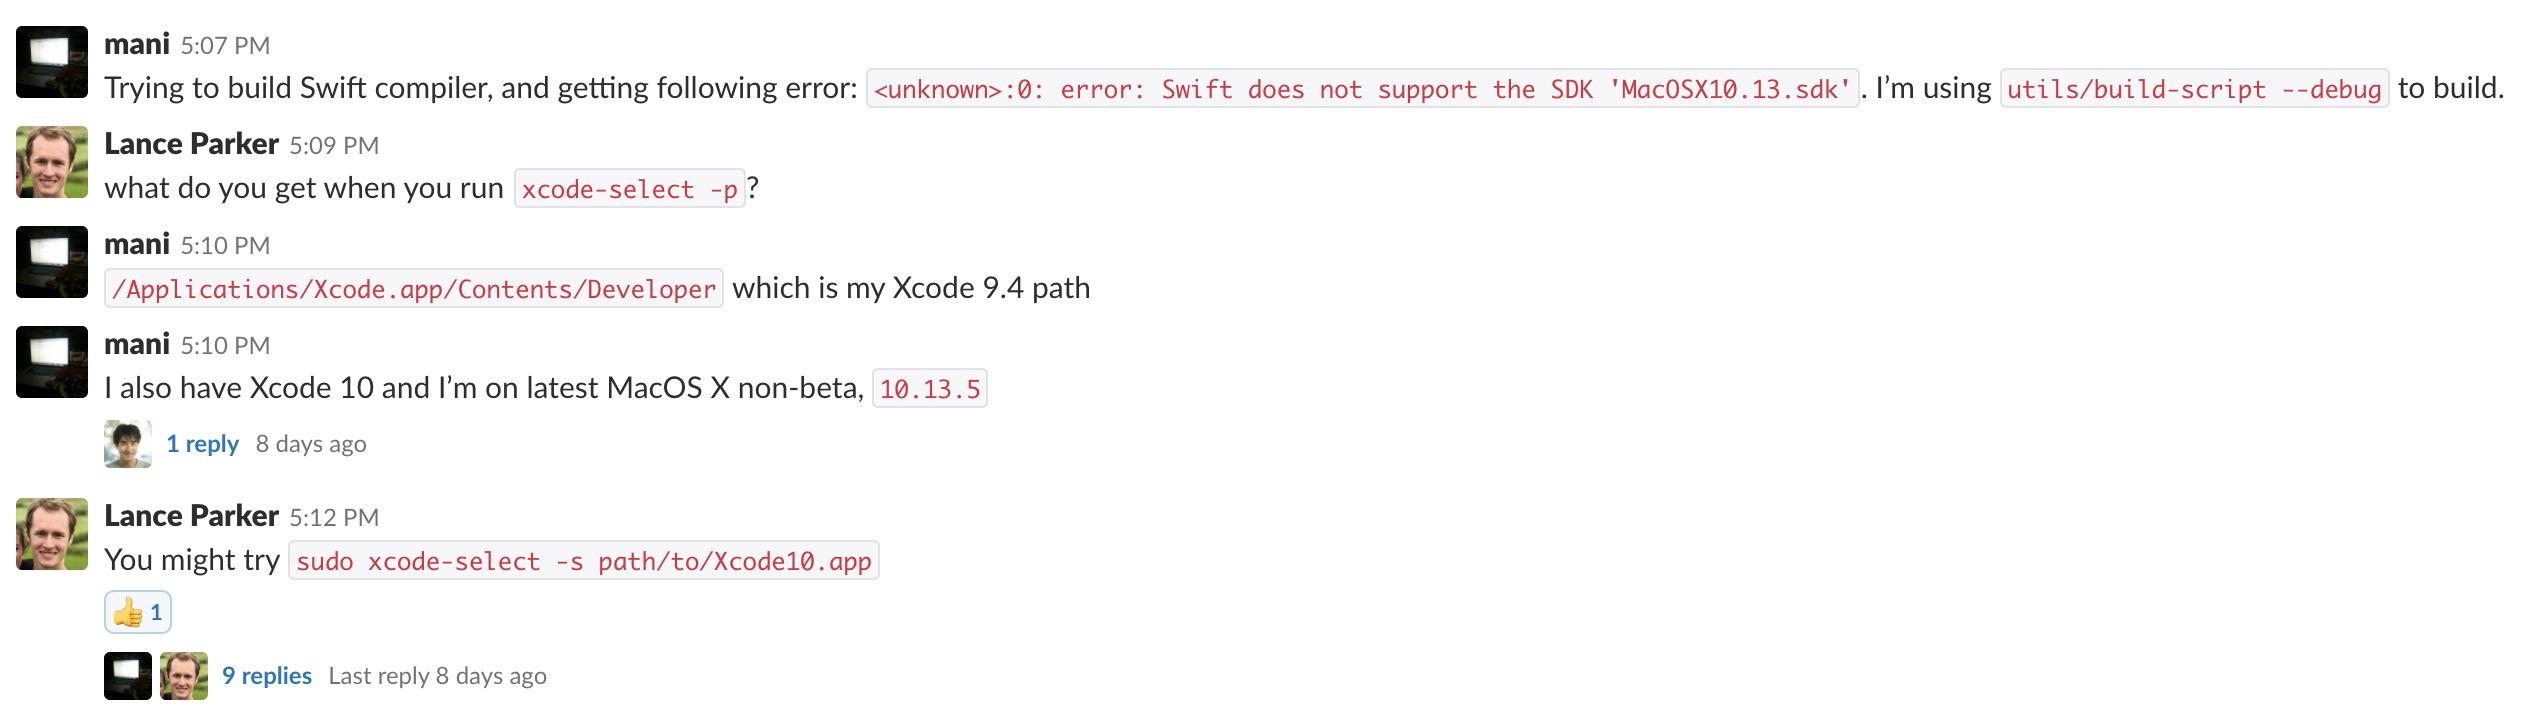 mani 5:07 PM
Trying to build Swift compiler, and getting following error: <unknown>:0: error: Swift does not support the SDK 'MacOSX10.13.sdk'. I’m using utils/build-script --debug to build.
Lance Parker 5:09 PM
what do you get when you run xcode-select -p?
mani 5:10 PM
/Applications/Xcode.app/Contents/Developer which is my Xcode 9.4 path
mani 5:10 PM
I also have Xcode 10 and I’m on latest MacOS X non-beta, 10.13.5
1 reply 8 days ago
Lance Parker 5:12 PM
You might try sudo xcode-select -s path/to/Xcode10.app
👍 1
9 replies Last reply 8 days ago